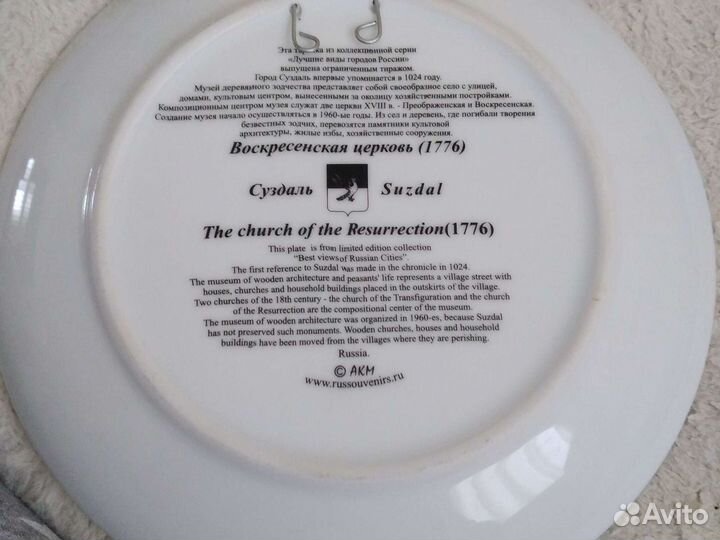 Эта тарелка из коллекционной серии
«Лучшие виды городов России»
выпущена ограниченным тиражом.
Город Суздаль впервые упоминается в 1024 году.
Музей деревянного зодчества представляет собой своеобразное село с улицей,
домами, культовым центром, вынесенными за околицу хозяйственными постройками.
Композиционным центром музея служат две церкви XVIII в. - Преображенская и Воскресенская.
Создание музея начало осуществляться в 1960-ые годы. Из сел и деревень, где погибали творения
безвестных зодчих, перевозятся памятники культовой
архитектуры, жилые избы, хозяйственные сооружения.
Воскресенская церковь (1776)
Суздаль Suzdal
The church of the Resurrection(1776)
This plate is from limited edition collection
"Best views of Russian Cities".
The first reference to Suzdal was made in the chronicle in 1024.
The museum of wooden architecture and peasants' life represents a village street with
houses, churches and household buildings placed in the outskirts of the village.
Two churches of the 18th century - the church of the Transfiguration and the church
of the Resurrection are the compositional center of the museum.
The museum of wooden architecture was organized in 1960-es, because Suzdal
has not preserved such monuments. Wooden churches, houses and household
buildings have been moved from the villages where they are perishing.
Russia.
© АКМ
www.russouvenirs.ru
Avito